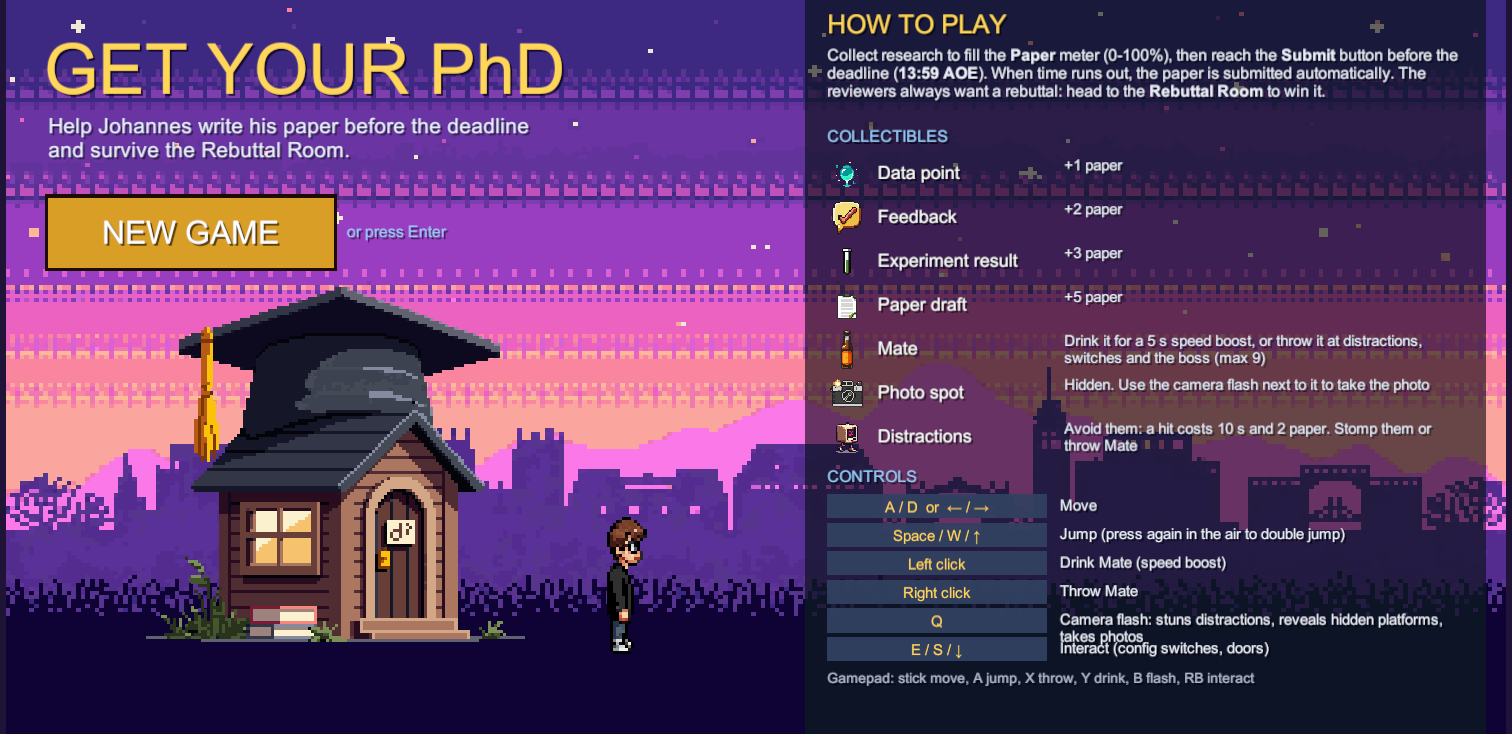 GET YOUR PhD
Help Johannes write his paper before the deadline
and survive the Rebuttal Room.
NEW GAME
or press Enter
di
HOW TO PLAY
Collect research to fill the Paper meter (0-100%), then reach the Submit button before the
deadline (13:59 AOE). When time runs out, the paper is submitted automatically. The
reviewers always want a rebuttal: head to the Rebuttal Room to win it.
COLLECTIBLES
Data point +1 paper
Feedback +2 paper
Experiment result +3 paper
Paper draft +5 paper
Mate Drink it for a 5 s speed boost, or throw it at distractions,
switches and the boss (max 9)
Photo spot Hidden. Use the camera flash next to it to take the photo
Distractions Avoid them: a hit costs 10 s and 2 paper. Stomp them or
throw Mate
CONTROLS
A / D or ← / → Move
Space / W / ↑ Jump (press again in the air to double jump)
Left click Drink Mate (speed boost)
Right click Throw Mate
Q Camera flash: stuns distractions, reveals hidden platforms,
takes photos
E / S / ↓ Interact (config switches, doors)
Gamepad: stick move, A jump, X throw, Y drink, B flash, RB interact